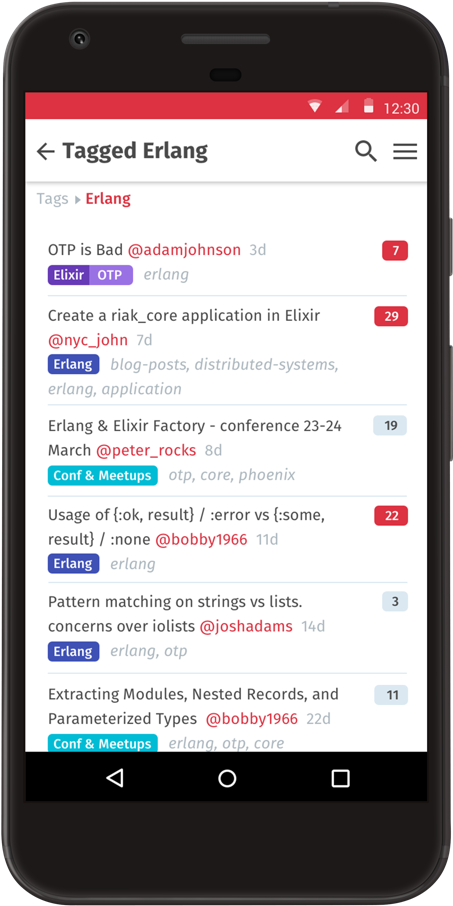 12:30
Tagged Erlang
Tags Erlang
OTP is Bad @adamjohnson 3d 7
Elixir OTP erlang
Create a riak_core application in Elixir 29
@nyc_john 7d
Erlang blog-posts, distributed-systems,
erlang, application
Erlang & Elixir Factory - conference 23-24 19
March @peter_rocks 8d
Conf & Meetups otp, core, phoenix
Usage of {:ok, result} / :error vs {:some, 22
result} / :none @bobby1966 11d
Erlang erlang
Pattern matching on strings vs lists. 3
concerns over iolists @joshadams 14d
Erlang erlang, otp
Extracting Modules, Nested Records, and 11
Parameterized Types @bobby1966 22d
Conf & Meetups erlang, otp, core